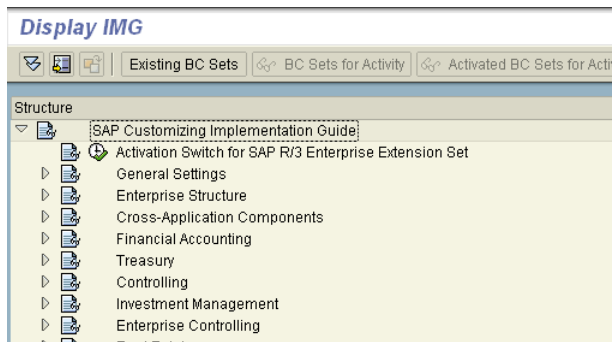 Display IMG
Existing BC Sets BC Sets for Activity Activated BC Sets for
Structure
SAP Customizing Implementation Guide
Activation Switch for SAP R/3 Enterprise Extension Set
General Settings
Enterprise Structure
Cross-Application Components
Financial Accounting
Treasury
Controlling
Investment Management
Enterprise Controlling